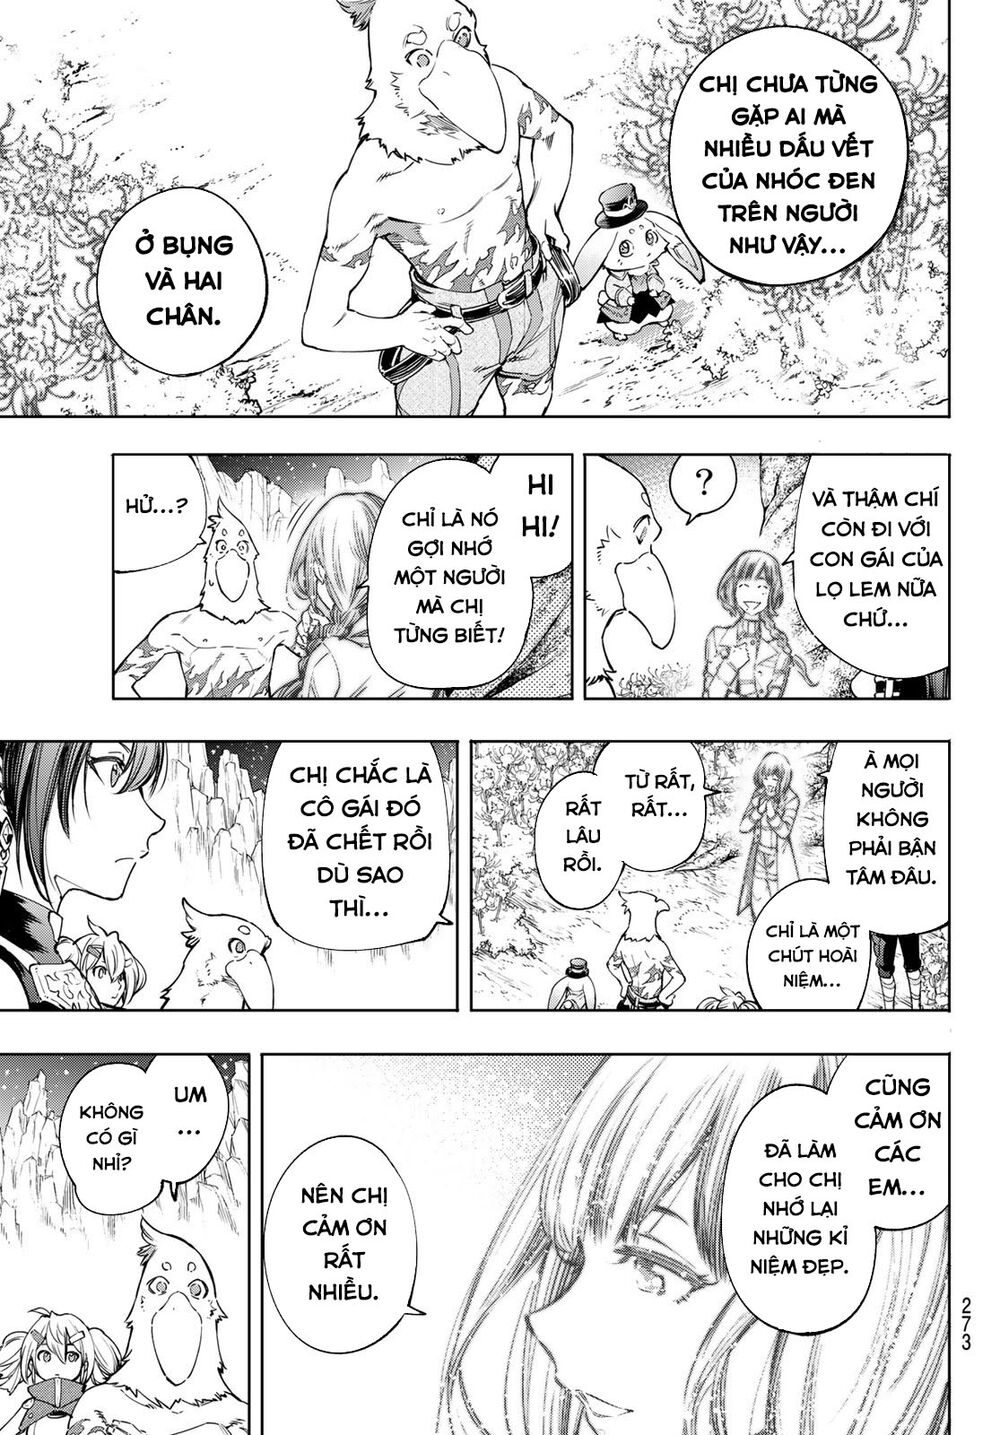 CHỊ CHƯA TỪNG
GẶP AI MÀ
NHIỀU DẤU VẾT
CỦA NHÓC ĐEN
TRÊN NGƯỜI
NHƯ VẬY...
Ở BỤNG
VÀ HAI
CHÂN.
VÀ THẬM CHÍ
CÒN ĐI VỚI
CON GÁI CỦA
LỌ LEM NỮA
CHỨ...
?
HI
HI!
CHỈ LÀ NÓ
GỢI NHỚ
MỘT NGƯỜI
MÀ CHỊ
TỪNG BIẾT!
HỬ...?
À MỌI
NGƯỜI
KHÔNG
PHẢI BẬN
TÂM ĐÂU.
CHỈ LÀ MỘT
CHÚT HOÀI
NIỆM...
TỪ RẤT,
RẤT...
RẤT
LÂU
RỒI.
CHỊ CHẮC LÀ
CÔ GÁI ĐÓ
ĐÃ CHẾT RỒI
DÙ SAO
THÌ...
CŨNG
CẢM ƠN
CÁC
EM...
ĐÃ LÀM
CHO CHỊ
NHỚ LẠI
NHỮNG KỈ
NIỆM ĐẸP.
NÊN CHỊ
CẢM ƠN
RẤT
NHIỀU.
UM
...
KHÔNG
CÓ GÌ
NHỈ?
273